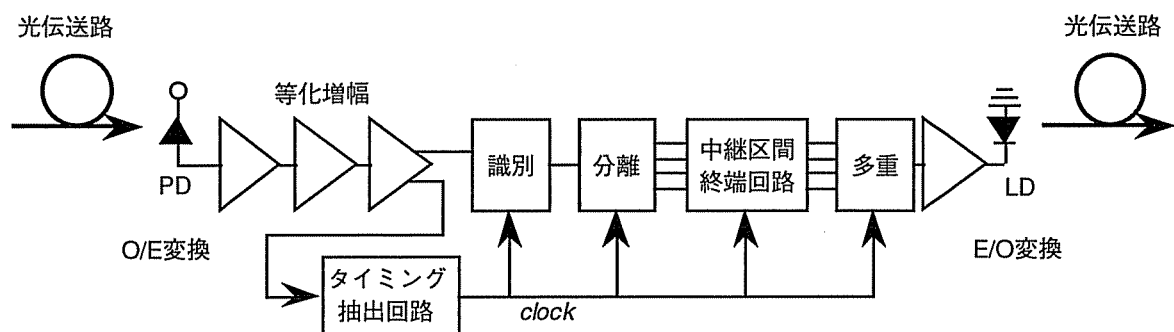 光伝送路
光伝送路
等化増幅
PD
識別
分離
中継区間
終端回路
多重
LD
O/E変換
E/O変換
タイミング
抽出回路
clock